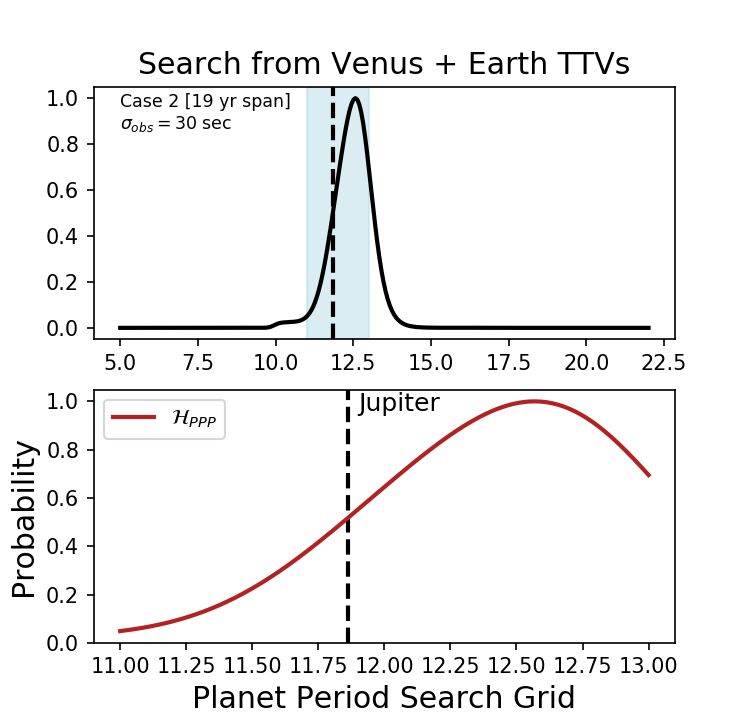 Search from Venus + Earth TTVs
Case 2 [19 yr span]
σ_obs = 30 sec
1.0
0.8
0.6
0.4
0.2
0.0
5.0 7.5 10.0 12.5 15.0 17.5 20.0 22.5
Jupiter
ℋ_PPP
Probability
1.0
0.8
0.6
0.4
0.2
0.0
11.00 11.25 11.50 11.75 12.00 12.25 12.50 12.75 13.00
Planet Period Search Grid